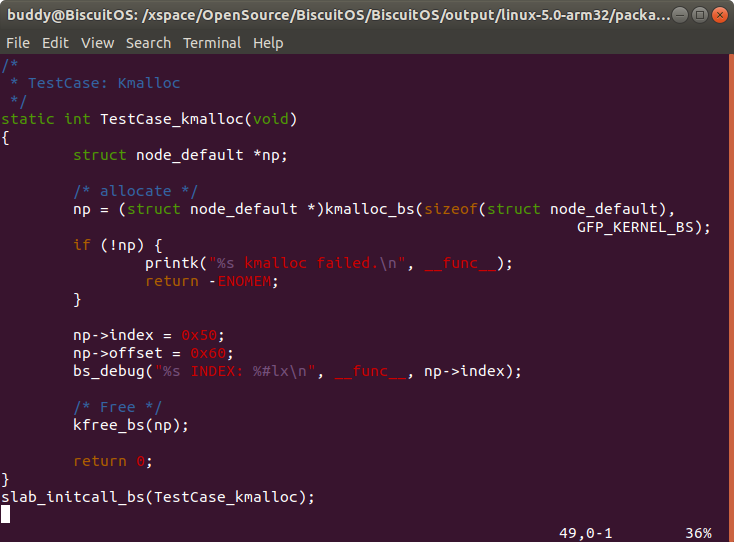 buddy@BiscuitOS: /xspace/OpenSource/BiscuitOS/BiscuitOS/output/linux-5.0-arm32/packa...
File Edit View Search Terminal Help
/*
 * TestCase: Kmalloc
 */
static int TestCase_kmalloc(void)
{
        struct node_default *np;

        /* allocate */
        np = (struct node_default *)kmalloc_bs(sizeof(struct node_default),
                                                                GFP_KERNEL_BS);
        if (!np) {
                printk("%s kmalloc failed.\n", __func__);
                return -ENOMEM;
        }

        np->index = 0x50;
        np->offset = 0x60;
        bs_debug("%s INDEX: %#lx\n", __func__, np->index);

        /* Free */
        kfree_bs(np);

        return 0;
}
slab_initcall_bs(TestCase_kmalloc);
49,0-1 36%